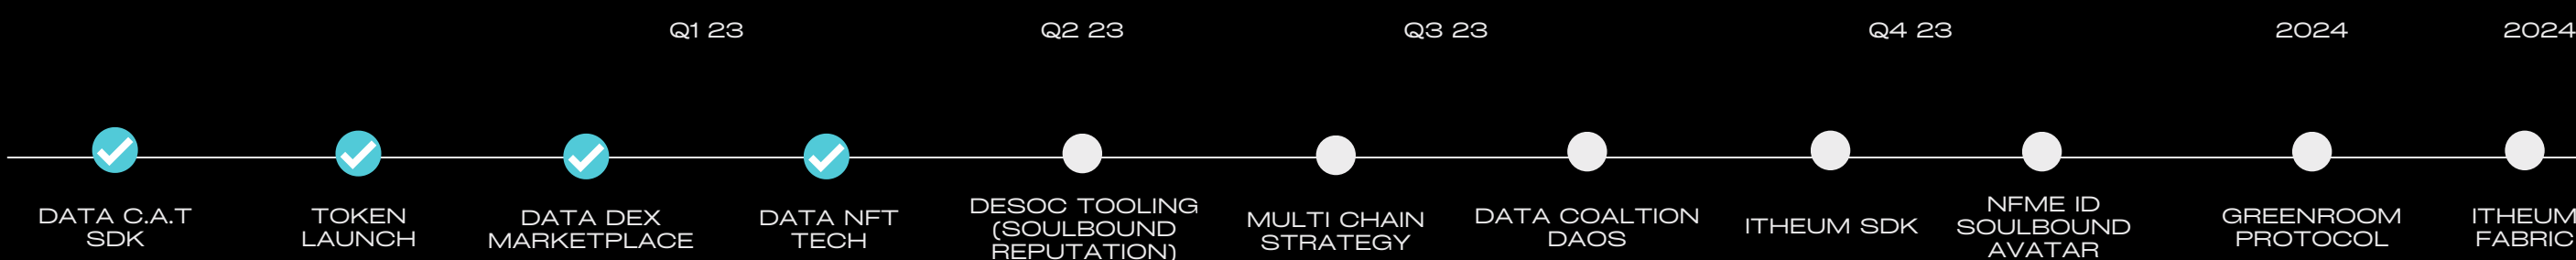 Q1 23
Q2 23
Q3 23
Q4 23
2024
2024
DATA C.A.T
SDK
TOKEN
LAUNCH
DATA DEX
MARKETPLACE
DATA NFT
TECH
DESOC TOOLING
(SOULBOUND
REPUTATION)
MULTI CHAIN
STRATEGY
DATA COALTION
DAOS
ITHEUM SDK
NFME ID
SOULBOUND
AVATAR
GREENROOM
PROTOCOL
ITHEUM
FABRIC